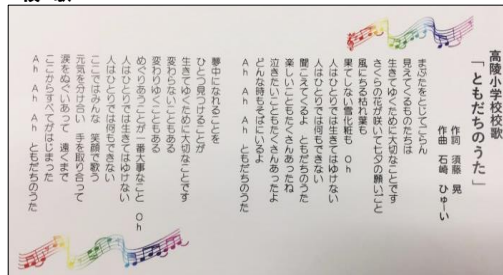 高陵小学校校歌
「ともだちのうた」
作詞 須藤 晃
作曲 石崎 ひゅーい
まぶたをとじてごらん
見えてくるものたちは
生きてゆくために大切なことです
さくらの花が咲いて七夕の願いごと
風にちる枯れ葉も
果てしない雪化粧も Oh
人はひとりでは生きてはゆけない
人はひとりでは何もできない
聞こえてくるよ ともだちのうた
楽しいこともたくさんあったね
泣きたいこともたくさんあったよ
どんな時もそばにいるよ
Ah Ah Ah ともだちのうた
夢中になれることを
ひとつ見つけることが
生きてゆくために大切なことです
変わらないこともある
変わりゆくこともある
めぐりあうことが一番大事なこと Oh
人はひとりでは生きてはゆけない
人はひとりでは何もできない
ここではみんな 笑顔で歌う
元気を分け合い 手を取り合って
涙をぬぐいあって 遠くまで
ここからすべてがはじまった
Ah Ah Ah ともだちのうた